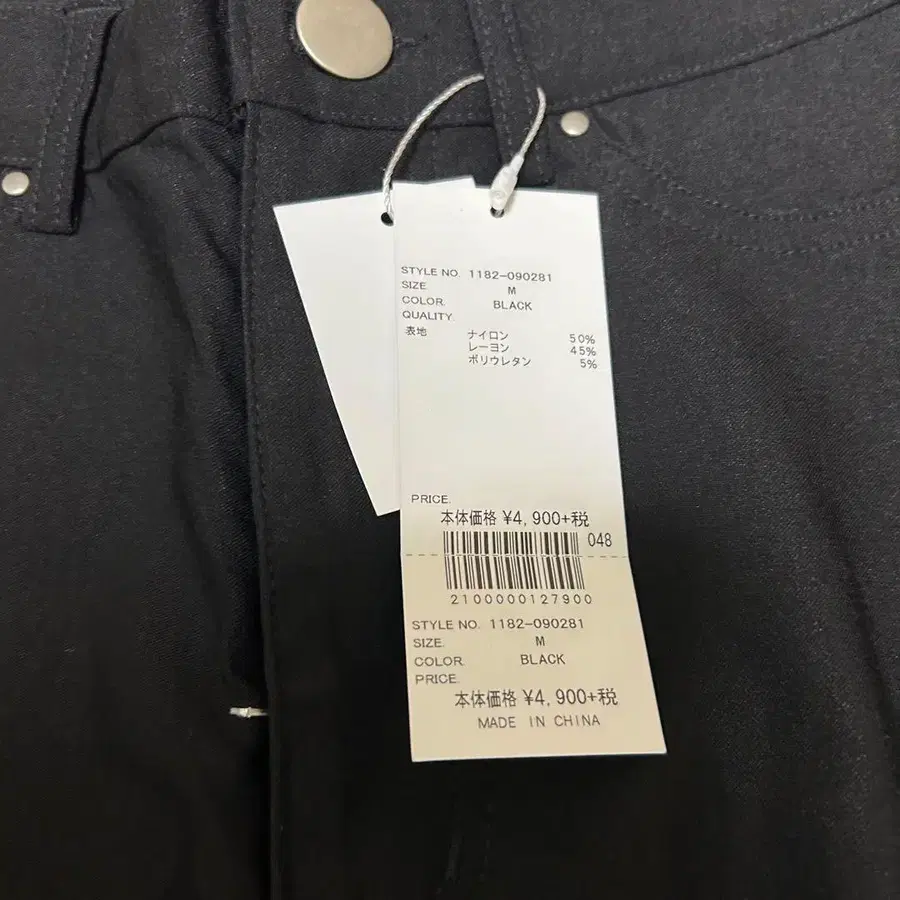 STYLE NO. 1182-090281
SIZE M
COLOR. BLACK
QUALITY.
表地 ナイロン 50%
レーヨン 45%
ポリウレタン 5%
PRICE.
本体価格 ¥4,900+税
048
2100000127900
STYLE NO. 1182-090281
SIZE. M
COLOR. BLACK
PRICE.
本体価格 ¥4,900+税
MADE IN CHINA